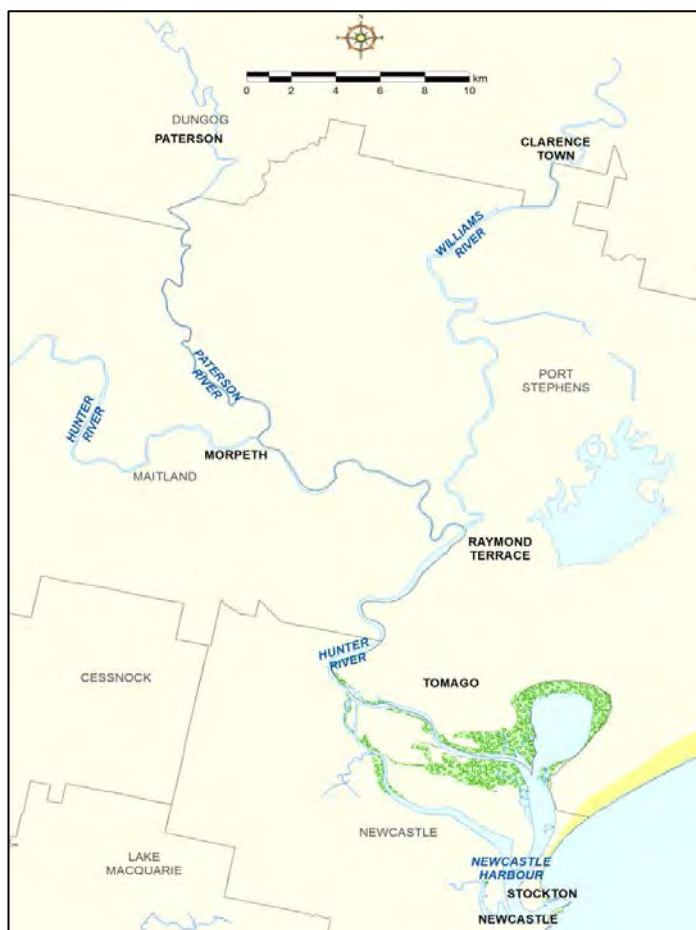 N
km
0 2 4 6 8 10
DUNGOG
PATERSON
CLARENCE
TOWN
WILLIAMS
RIVER
PATERSON
RIVER
PORT
STEPHENS
HUNTER
RIVER
MORPETH
MAITLAND
RAYMOND
TERRACE
HUNTER
RIVER
CESSNOCK
TOMAGO
NEWCASTLE
LAKE
MACQUARIE
NEWCASTLE
HARBOUR
STOCKTON
NEWCASTLE